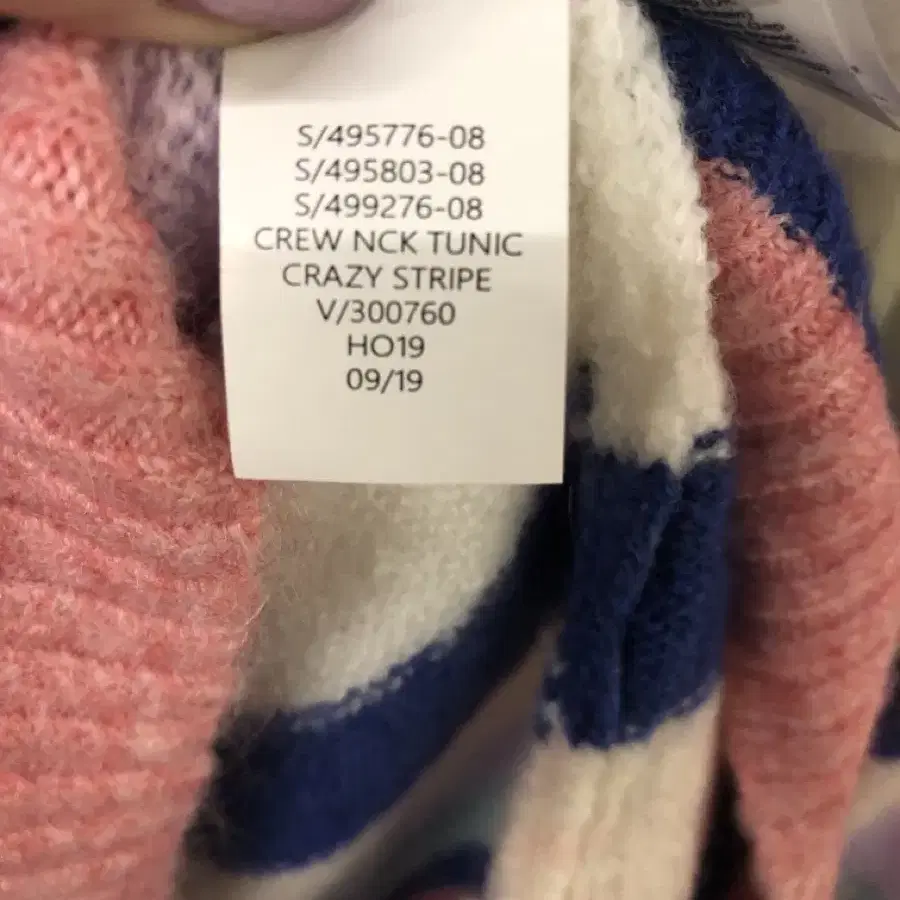 S/495776-08
S/495803-08
S/499276-08
CREW NCK TUNIC
CRAZY STRIPE
V/300760
HO19
09/19